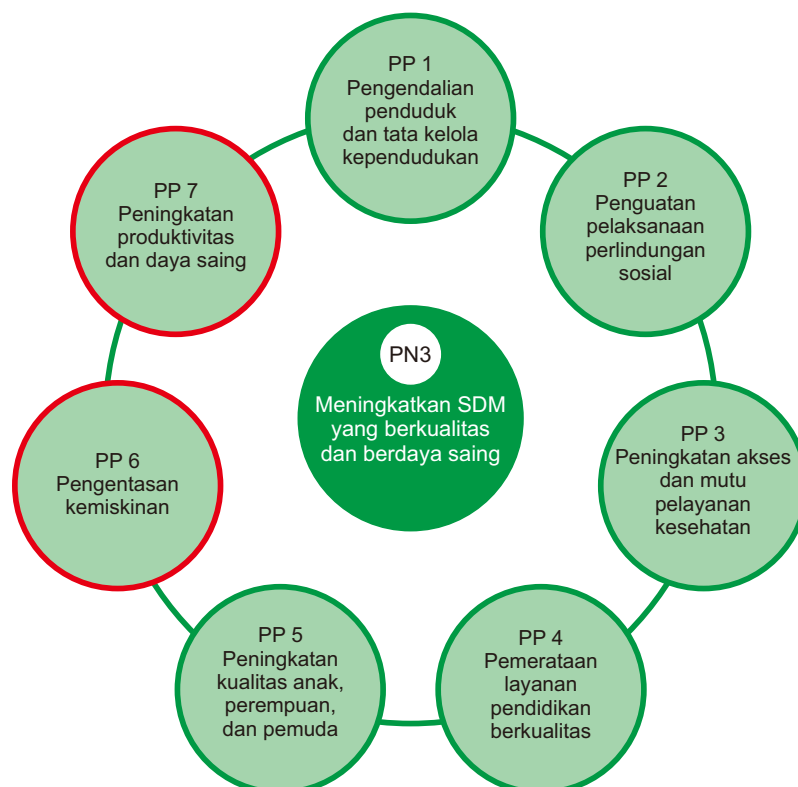 PP 1
Pengendalian
penduduk
dan tata kelola
kependudukan
PP 2
Penguatan
pelaksanaan
perlindungan
sosial
PP 3
Peningkatan akses
dan mutu
pelayanan
kesehatan
PP 4
Pemerataan
layanan
pendidikan
berkualitas
PP 5
Peningkatan
kualitas anak,
perempuan,
dan pemuda
PP 6
Pengentasan
kemiskinan
PP 7
Peningkatan
produktivitas
dan daya saing
PN3
Meningkatkan SDM
yang berkualitas
dan berdaya saing